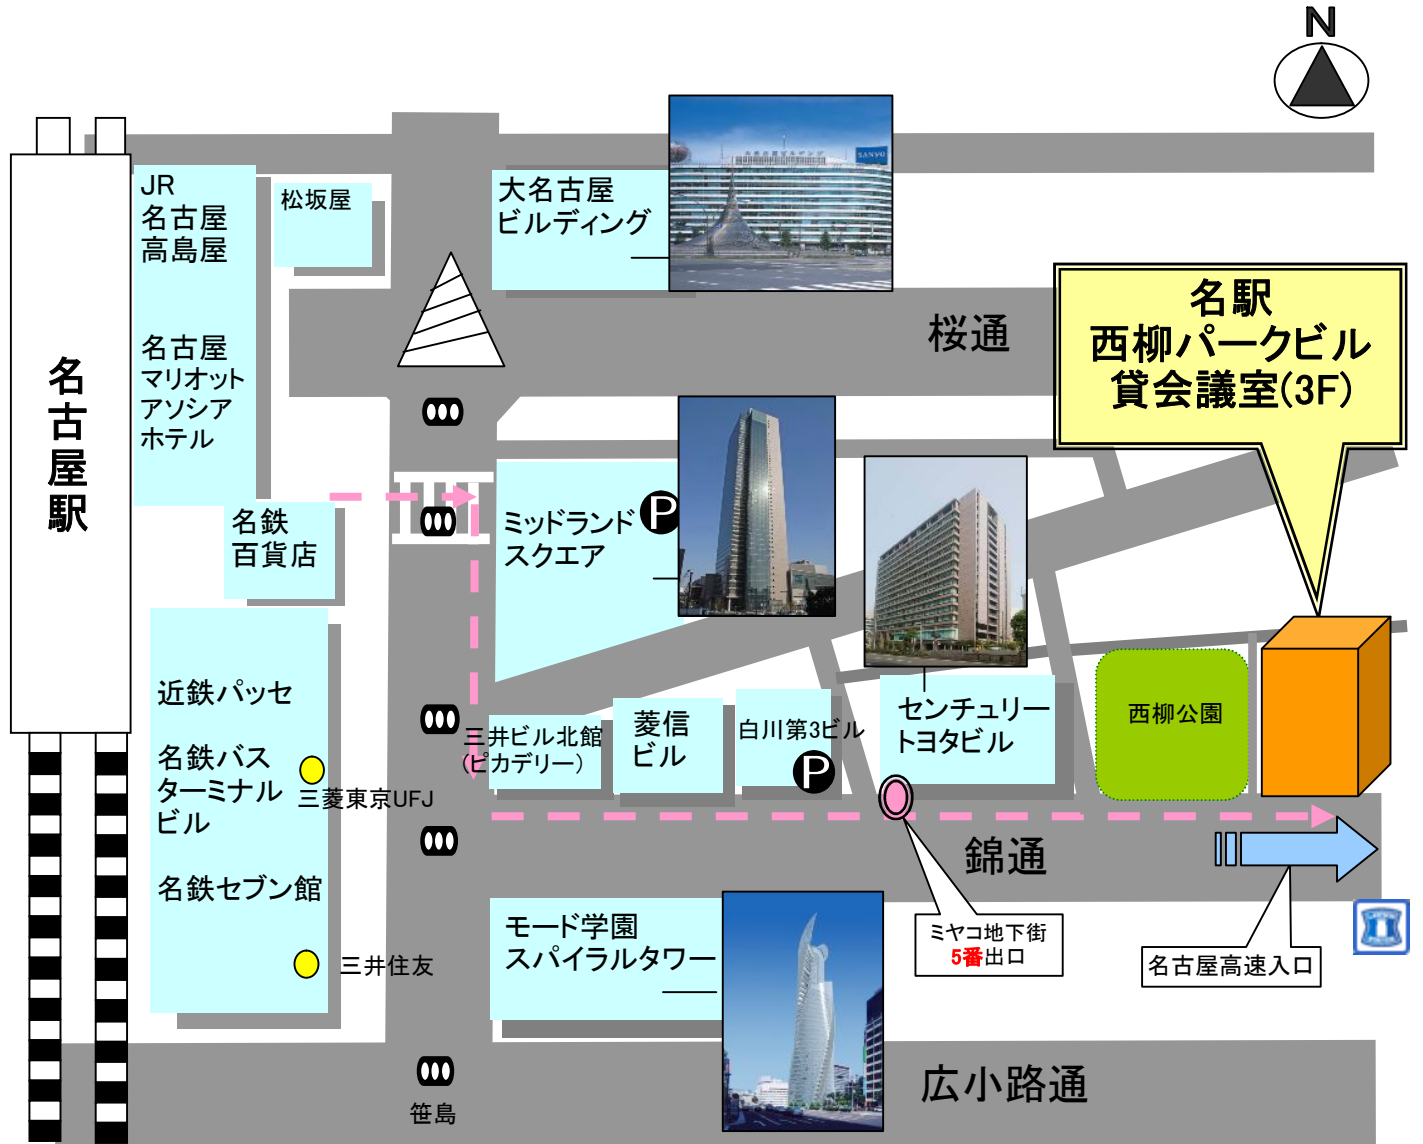 N
JR
名古屋
高島屋
松坂屋
大名古屋
ビルディング
SANYO
名古屋
マリオット
アソシア
ホテル
名古屋駅
桜通
名駅
西柳パークビル
貸会議室(3F)
名鉄
百貨店
ミッドランド
スクエア
P
近鉄パッセ
名鉄バス
ターミナル
ビル
三菱東京UFJ
名鉄セブン館
三井住友
三井ビル北館
(ピカデリー)
菱信
ビル
白川第3ビル
P
センチュリー
トヨタビル
西柳公園
錦通
モード学園
スパイラルタワー
ミヤコ地下街
5番出口
名古屋高速入口
広小路通
笹島